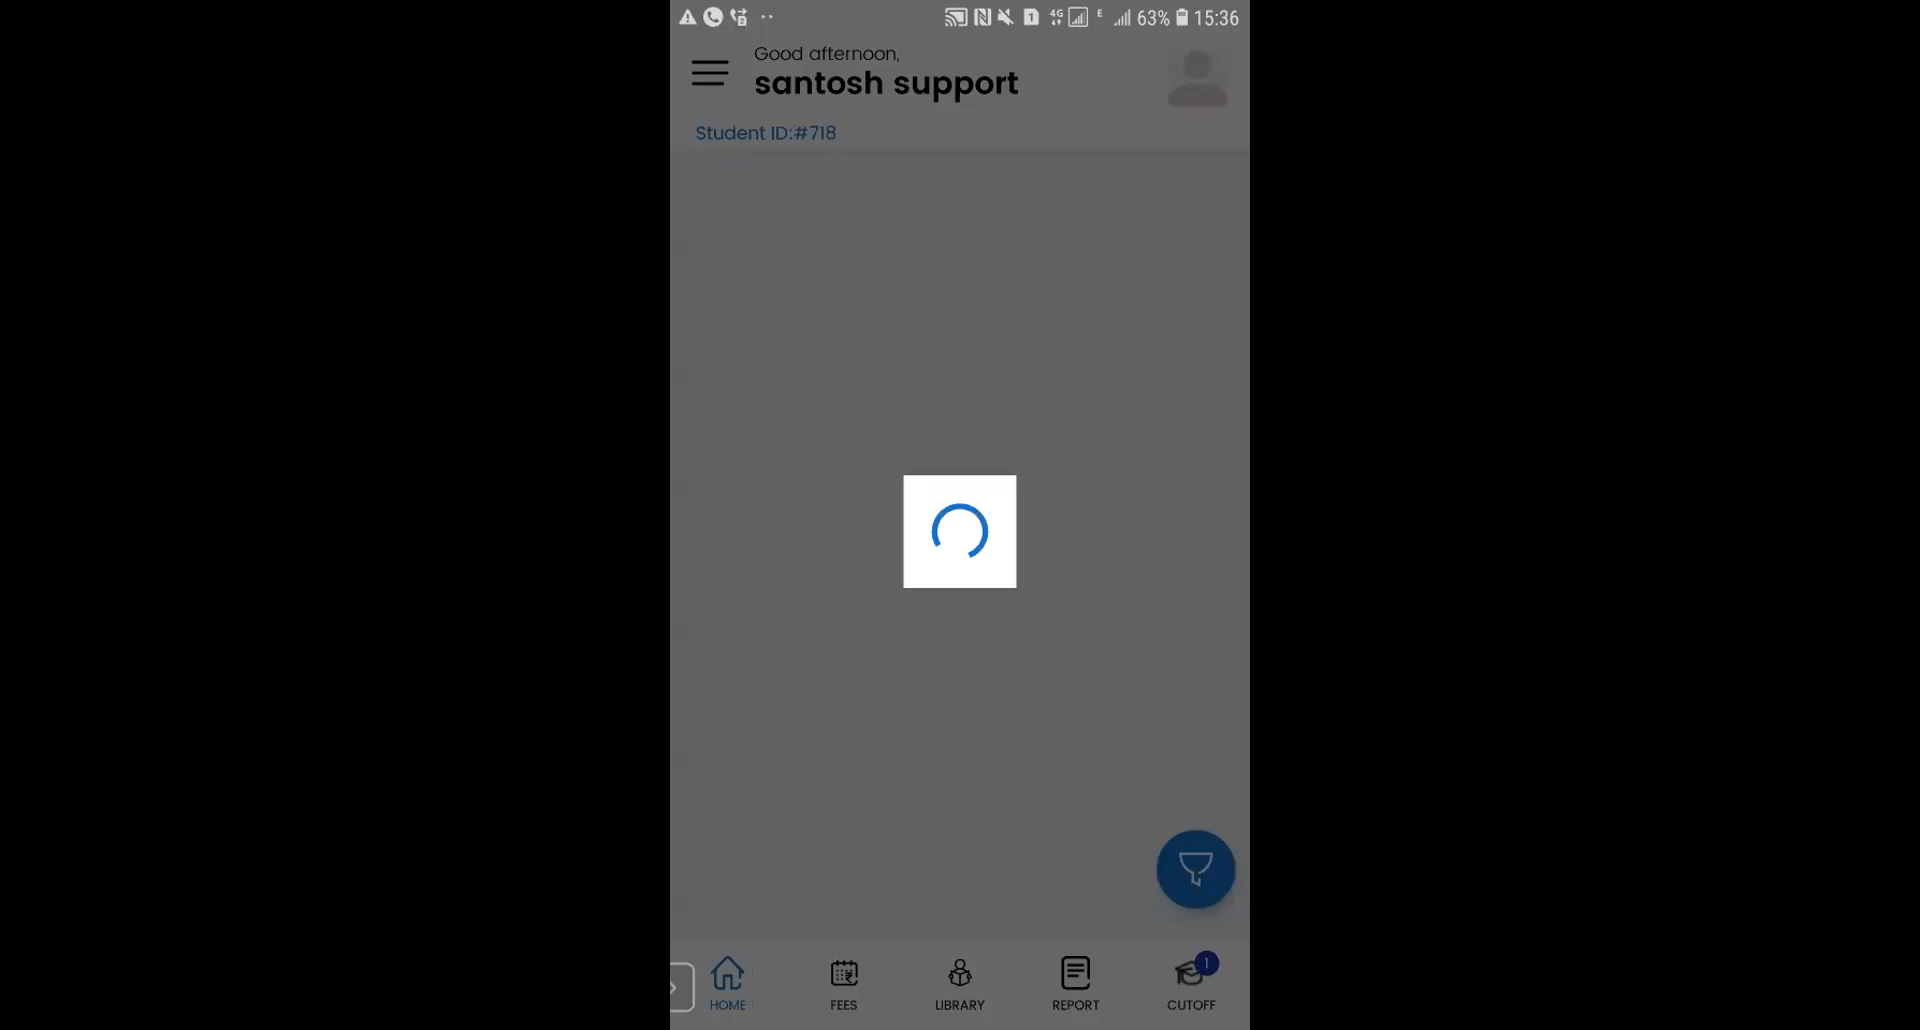 63% 15:36
Good afternoon,
santosh support
Student ID:#718
1
HOME FEES LIBRARY REPORT CUTOFF